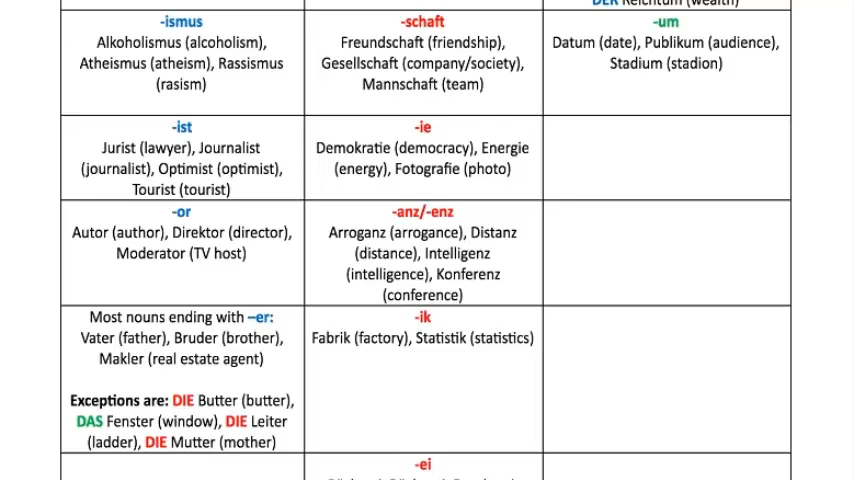 DER Reichtum (wealth)
-ismus
Alkoholismus (alcoholism),
Atheismus (atheism), Rassismus
(rasism)
-schaft
Freundschaft (friendship),
Gesellschaft (company/society),
Mannschaft (team)
-um
Datum (date), Publikum (audience),
Stadium (stadion)
-ist
Jurist (lawyer), Journalist
(journalist), Optimist (optimist),
Tourist (tourist)
-ie
Demokratie (democracy), Energie
(energy), Fotografie (photo)
-or
Autor (author), Direktor (director),
Moderator (TV host)
-anz/-enz
Arroganz (arrogance), Distanz
(distance), Intelligenz
(intelligence), Konferenz
(conference)
Most nouns ending with –er:
Vater (father), Bruder (brother),
Makler (real estate agent)
Exceptions are: DIE Butter (butter),
DAS Fenster (window), DIE Leiter
(ladder), DIE Mutter (mother)
-ik
Fabrik (factory), Statistik (statistics)
-ei